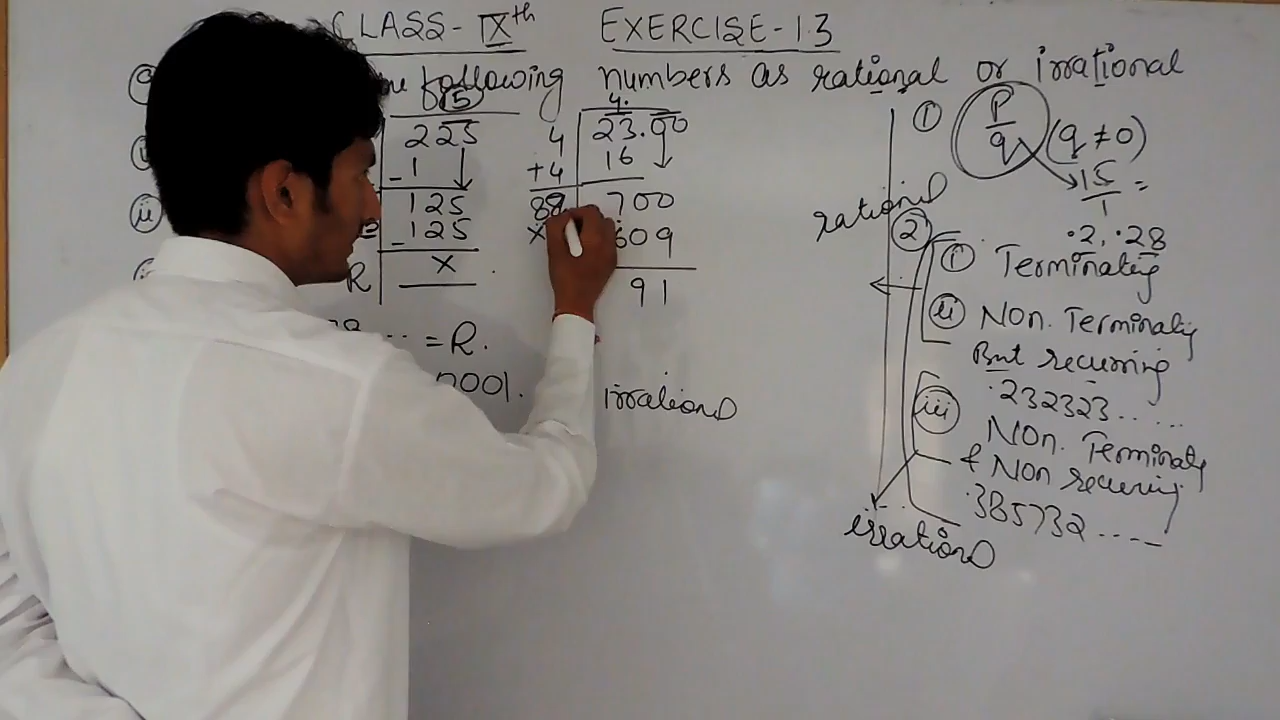 CLASS - IXth EXERCISE - 1.3
following numbers as rational or irrational
15
225
-1
125
-125
x
R
= R.
001.
4.
4 23.90
+4 16
88 700
x 609
91
irrational
① P/q (q ≠ 0)
15/1 =
rational
②
.2, .28
① Terminating
ii Non. Terminating
But recurring
.232323.....
iii Non. Terminating
& Non recurring
.385732....
irrational